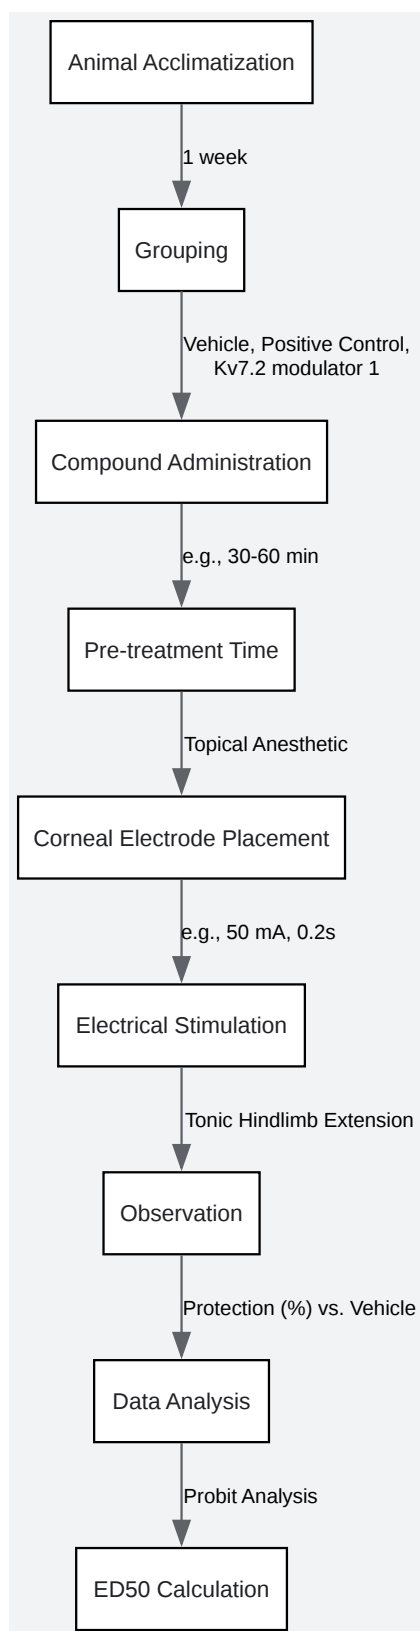 Animal Acclimatization
1 week
Grouping
Vehicle, Positive Control,
Kv7.2 modulator 1
Compound Administration
e.g., 30-60 min
Pre-treatment Time
Topical Anesthetic
Corneal Electrode Placement
e.g., 50 mA, 0.2s
Electrical Stimulation
Tonic Hindlimb Extension
Observation
Protection (%) vs. Vehicle
Data Analysis
Probit Analysis
ED50 Calculation